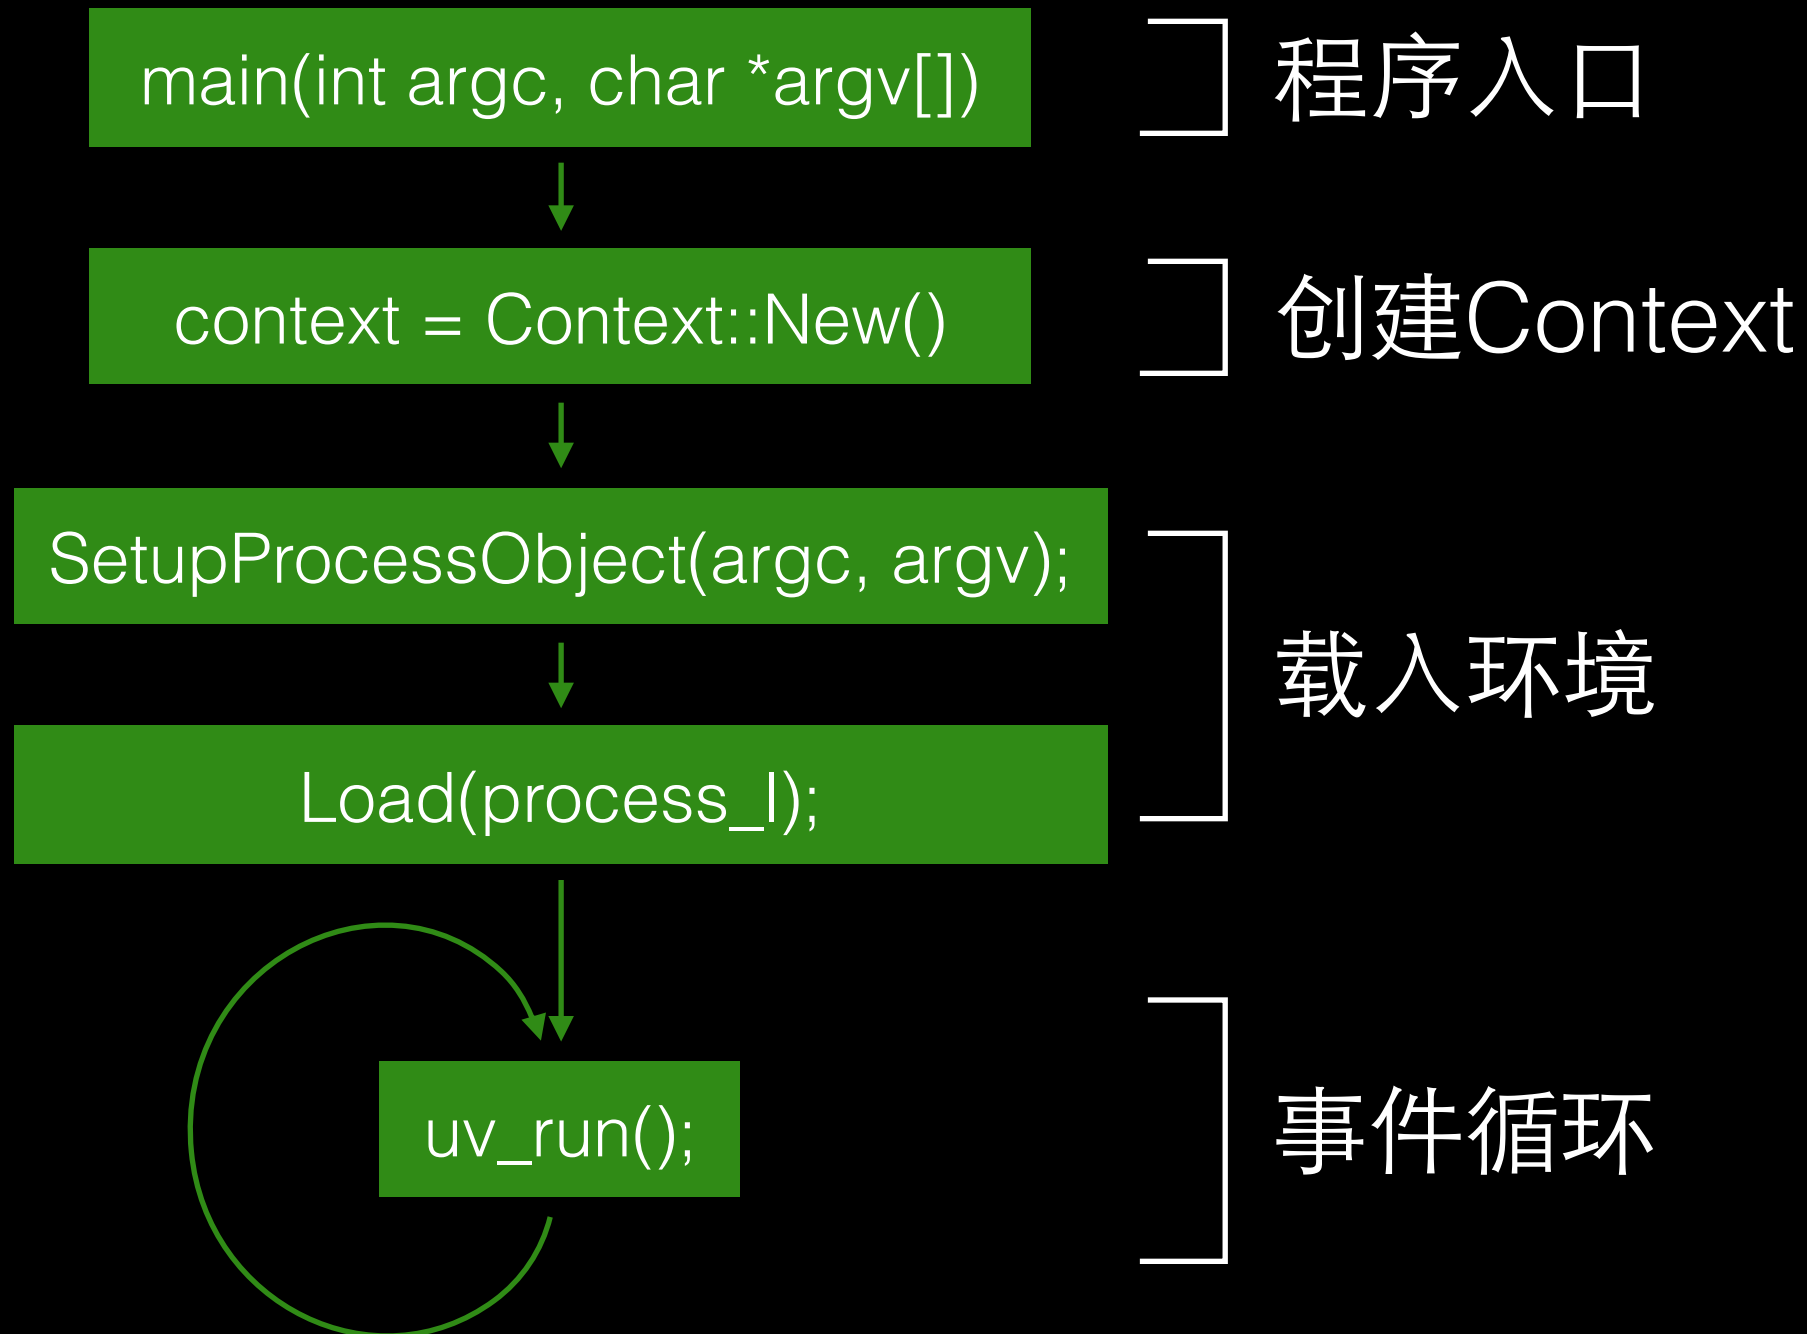 main(int argc, char *argv[])
程序入口
context = Context::New()
创建Context
SetupProcessObject(argc, argv);
载入环境
Load(process_l);
uv_run();
事件循环